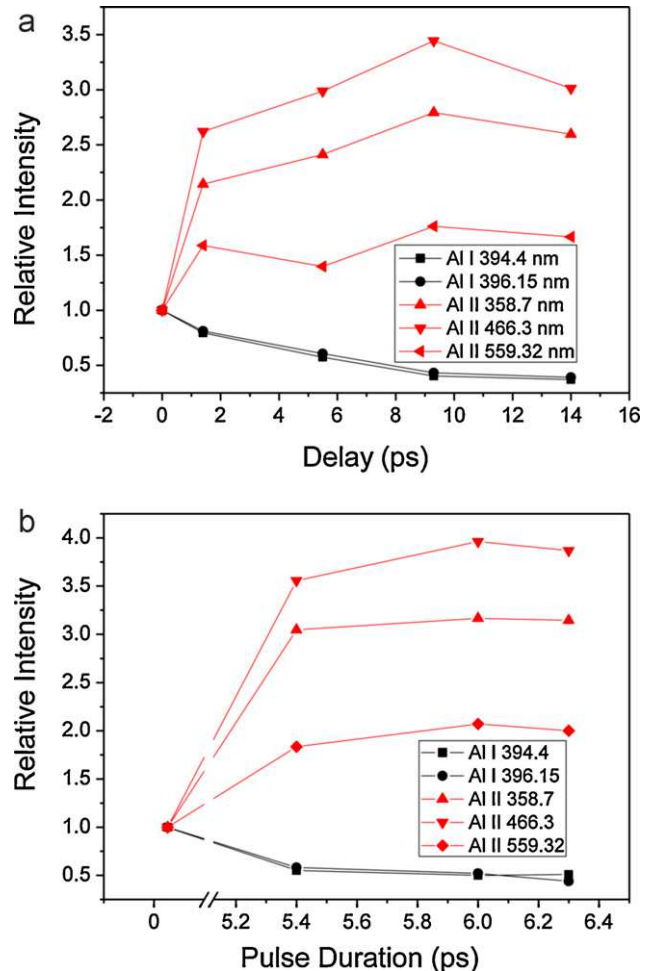 a
3.5
3.0
2.5
2.0
1.5
1.0
0.5
Relative Intensity
Al I 394.4 nm
Al I 396.15 nm
Al II 358.7 nm
Al II 466.3 nm
Al II 559.32 nm
-2 0 2 4 6 8 10 12 14 16
Delay (ps)
b
4.0
3.5
3.0
2.5
2.0
1.5
1.0
0.5
Relative Intensity
Al I 394.4
Al I 396.15
Al II 358.7
Al II 466.3
Al II 559.32
0 5.2 5.4 5.6 5.8 6.0 6.2 6.4
Pulse Duration (ps)